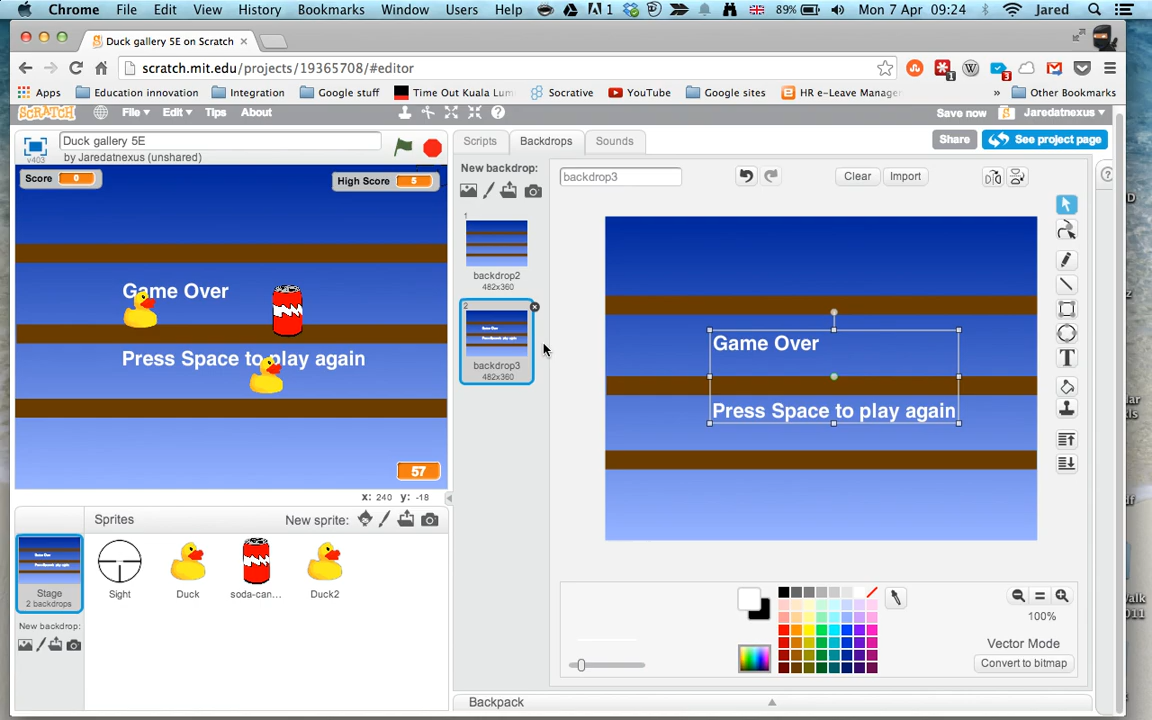 Chrome File Edit View History Bookmarks Window Users Help 1 89% Mon 7 Apr 09:24 Jared
Duck gallery 5E on Scratch
scratch.mit.edu/projects/19365708/#editor
Apps Education innovation Integration Google stuff Time Out Kuala Lum Socrative YouTube Google sites HR e-Leave Manager » Other Bookmarks
SCRATCH File Edit Tips About Save now Jaredatnexus
Duck gallery 5E
by Jaredatnexus (unshared)
v403
Scripts Backdrops Sounds
Share See project page
Score 0
High Score 5
New backdrop:
backdrop3
Clear Import
1
backdrop2
482x360
2
backdrop3
482x360
Game Over
Press Space to play again
57
Game Over
Press Space to play again
T
x: 240 y: -18
Sprites New sprite:
Stage
2 backdrops
Sight
Duck
soda-can...
Duck2
New backdrop:
100%
Vector Mode
Convert to bitmap
Backpack